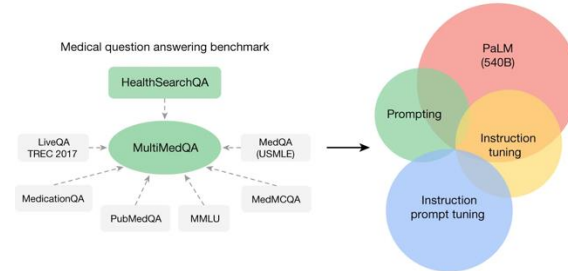 Medical question answering benchmark
HealthSearchQA
LiveQA
TREC 2017
MultiMedQA
MedQA
(USMLE)
MedicationQA
PubMedQA
MMLU
MedMCQA
PaLM
(540B)
Prompting
Instruction
tuning
Instruction
prompt tuning